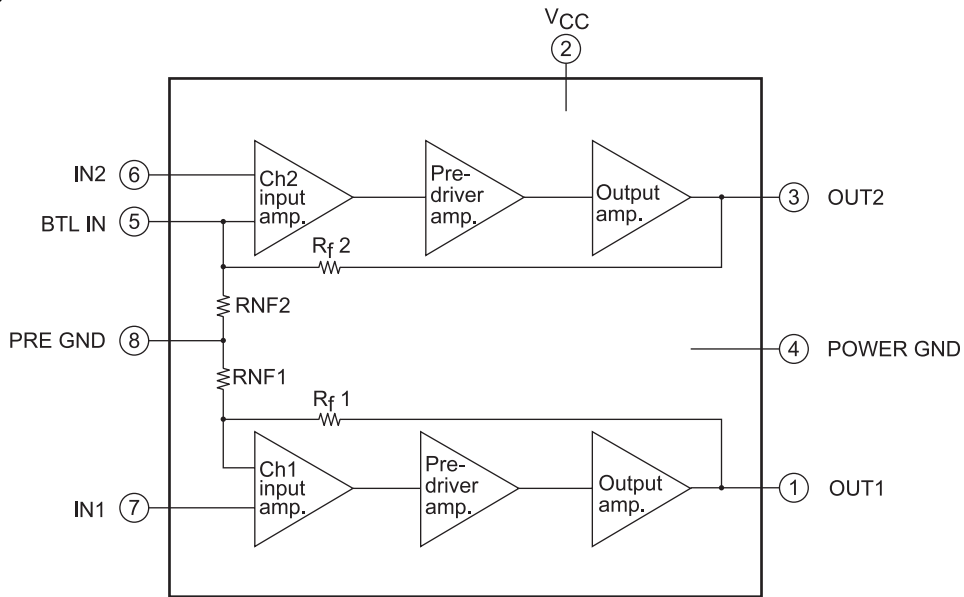 VCC
2
IN2 6
Ch2
input
amp.
Pre-
driver
amp.
Output
amp.
3 OUT2
BTL IN 5
Rf 2
RNF2
PRE GND 8
4 POWER GND
RNF1
Rf 1
Ch1
input
amp.
Pre-
driver
amp.
Output
amp.
1 OUT1
IN1 7